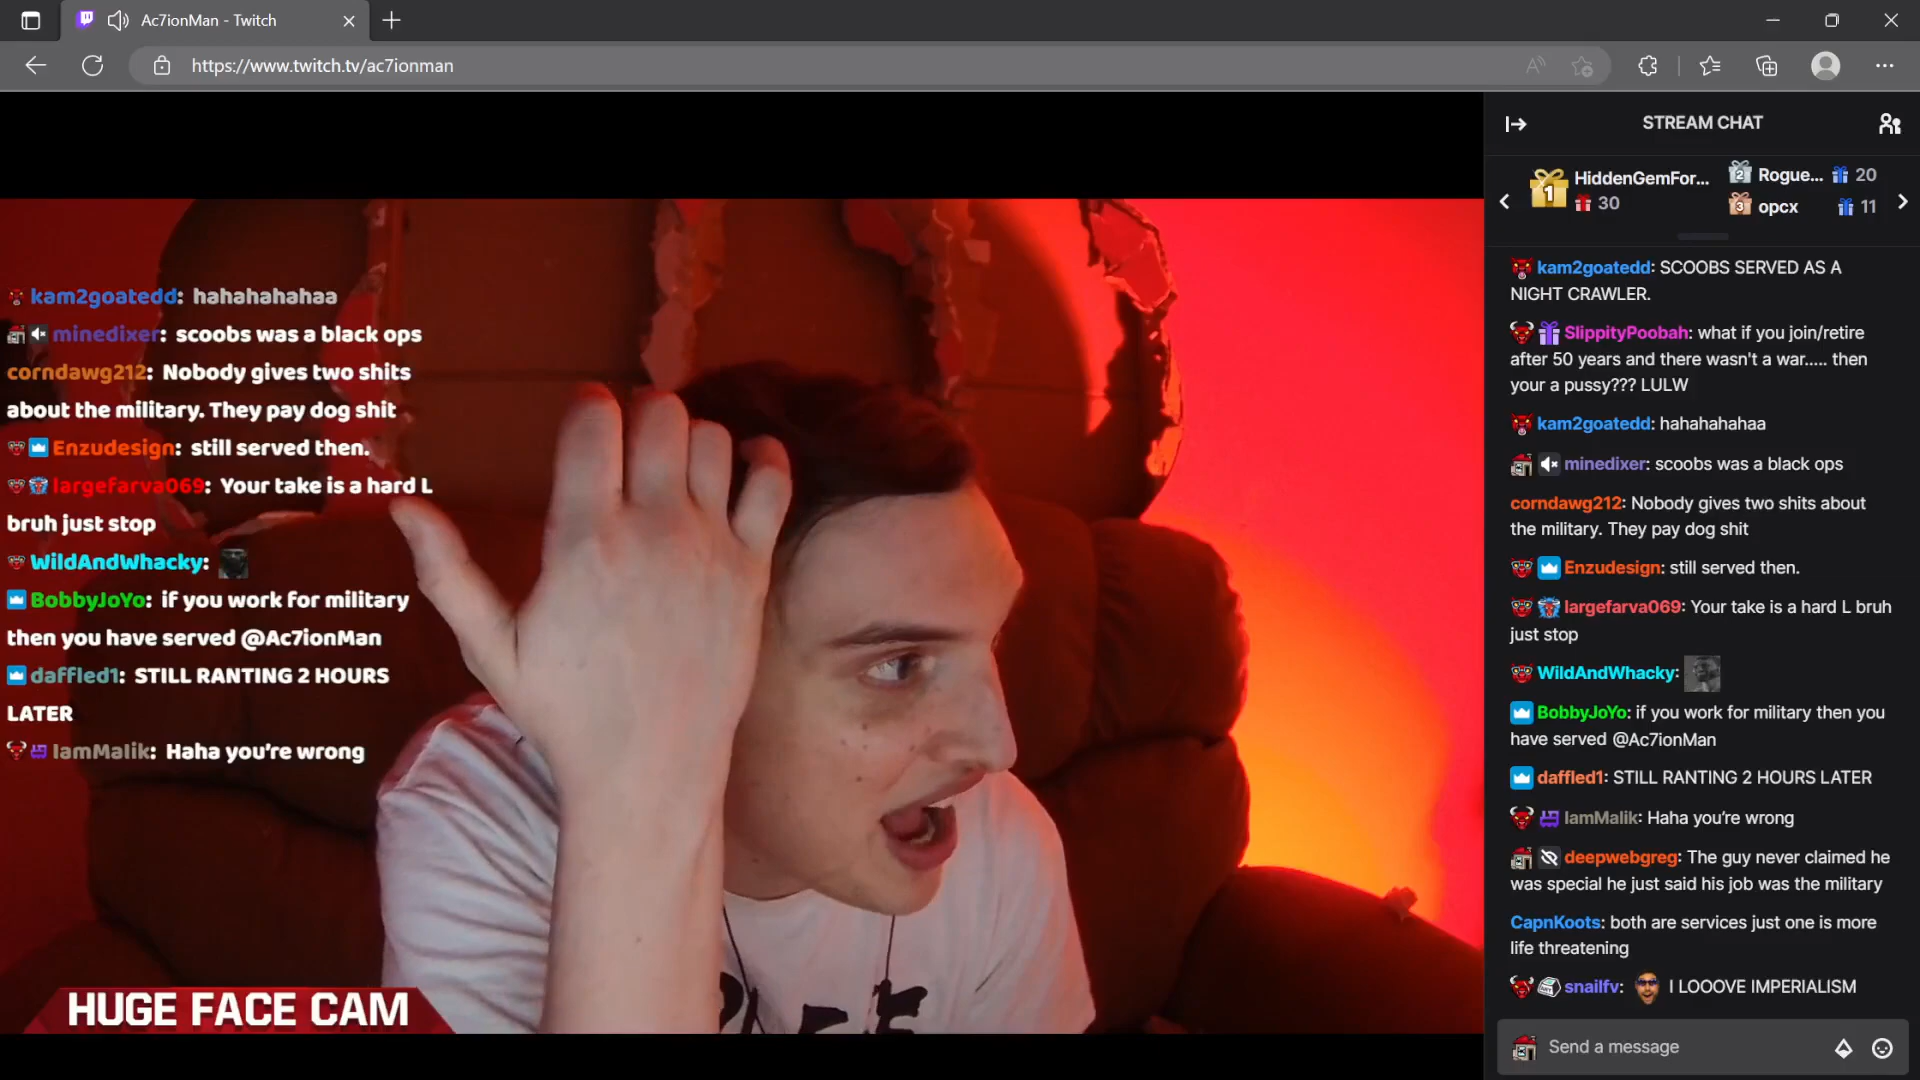 Ac7ionMan - Twitch
https://www.twitch.tv/ac7ionman
kam2goatedd: hahahahahaa
minedixer: scoobs was a black ops
corndawg212: Nobody gives two shits
about the military. They pay dog shit
Enzudesign: still served then.
largefarva069: Your take is a hard L
bruh just stop
WildAndWhacky:
BobbyJoYo: if you work for military
then you have served @Ac7ionMan
daffled1: STILL RANTING 2 HOURS
LATER
IamMalik: Haha you're wrong
HUGE FACE CAM
STREAM CHAT
1 HiddenGemFor...
30
2 Rogue... 20
3 opcx 11
kam2goatedd: SCOOBS SERVED AS A
NIGHT CRAWLER.
SlippityPoobah: what if you join/retire
after 50 years and there wasn't a war..... then
your a pussy??? LULW
kam2goatedd: hahahahahaa
minedixer: scoobs was a black ops
corndawg212: Nobody gives two shits about
the military. They pay dog shit
Enzudesign: still served then.
largefarva069: Your take is a hard L bruh
just stop
WildAndWhacky:
BobbyJoYo: if you work for military then you
have served @Ac7ionMan
daffled1: STILL RANTING 2 HOURS LATER
IamMalik: Haha you're wrong
deepwebgreg: The guy never claimed he
was special he just said his job was the military
CapnKoots: both are services just one is more
life threatening
snailfv: I LOOOVE IMPERIALISM
Send a message